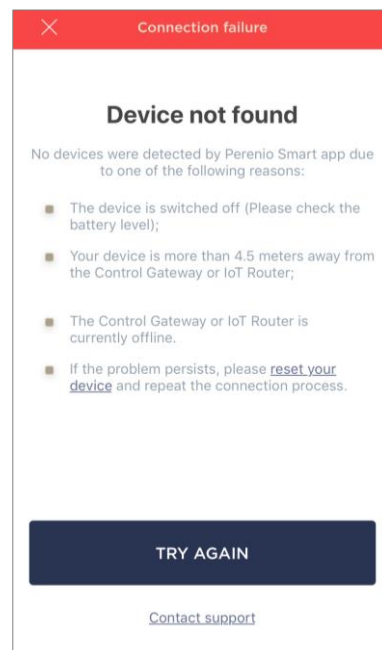 Connection failure
Device not found
No devices were detected by Perenio Smart app due
to one of the following reasons:
The device is switched off (Please check the
battery level);
Your device is more than 4.5 meters away from
the Control Gateway or IoT Router;
The Control Gateway or IoT Router is
currently offline.
If the problem persists, please reset your
device and repeat the connection process.
TRY AGAIN
Contact support